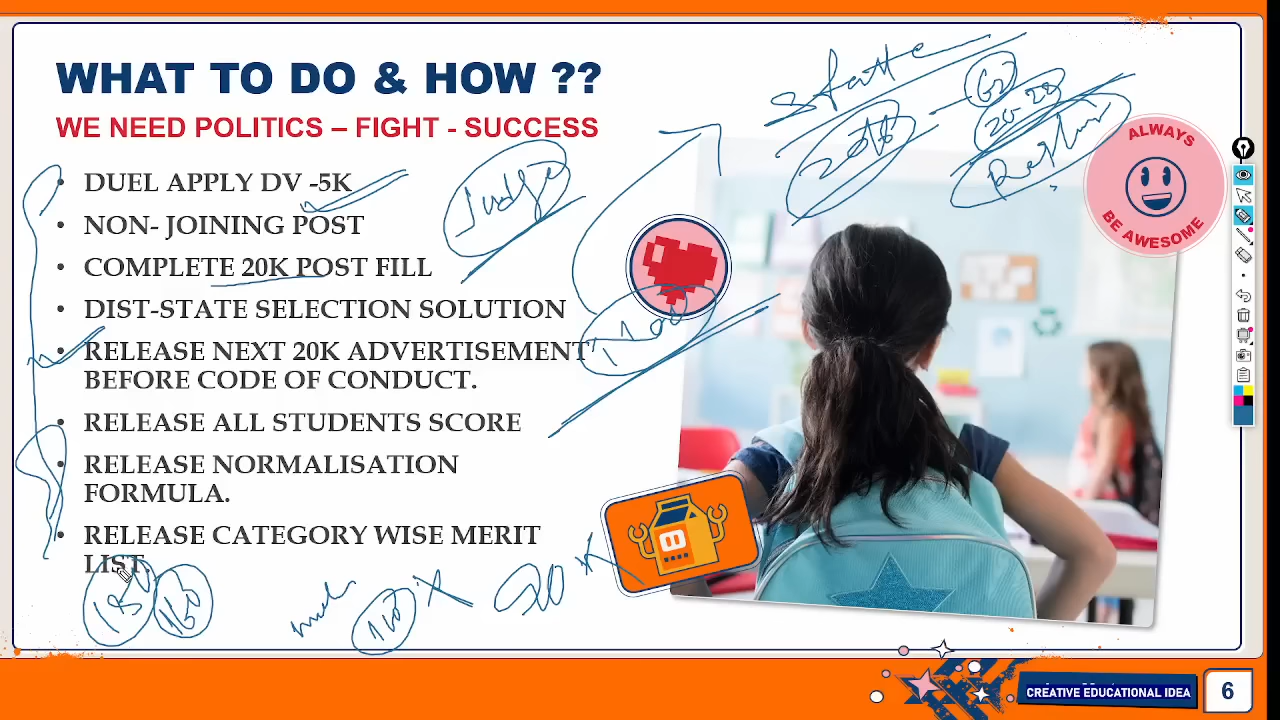 WHAT TO DO & HOW ??
WE NEED POLITICS – FIGHT - SUCCESS
• DUEL APPLY DV -5K
• NON- JOINING POST
• COMPLETE 20K POST FILL
• DIST-STATE SELECTION SOLUTION
• RELEASE NEXT 20K ADVERTISEMENT
BEFORE CODE OF CONDUCT.
• RELEASE ALL STUDENTS SCORE
• RELEASE NORMALISATION
FORMULA.
• RELEASE CATEGORY WISE MERIT
LIST.
Judge
State
ALWAYS
BE AWESOME
160
20K
CREATIVE EDUCATIONAL IDEA
6